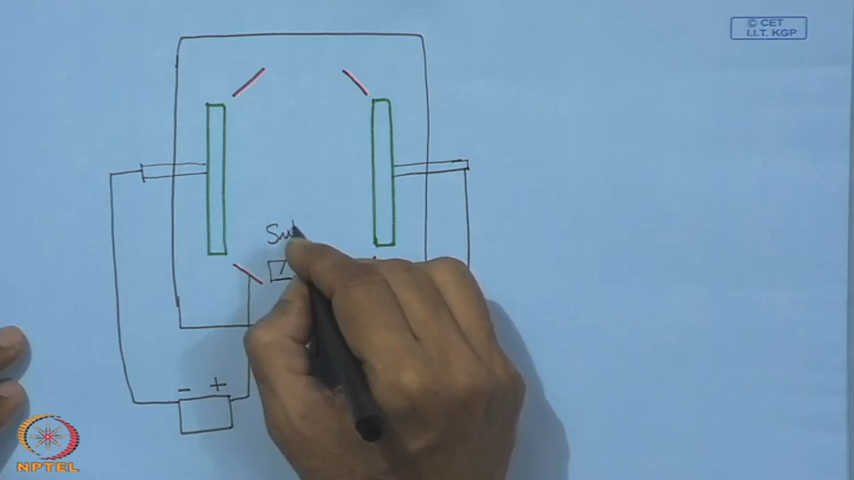 © CET
I.I.T. KGP
Su
- +
NPTEL